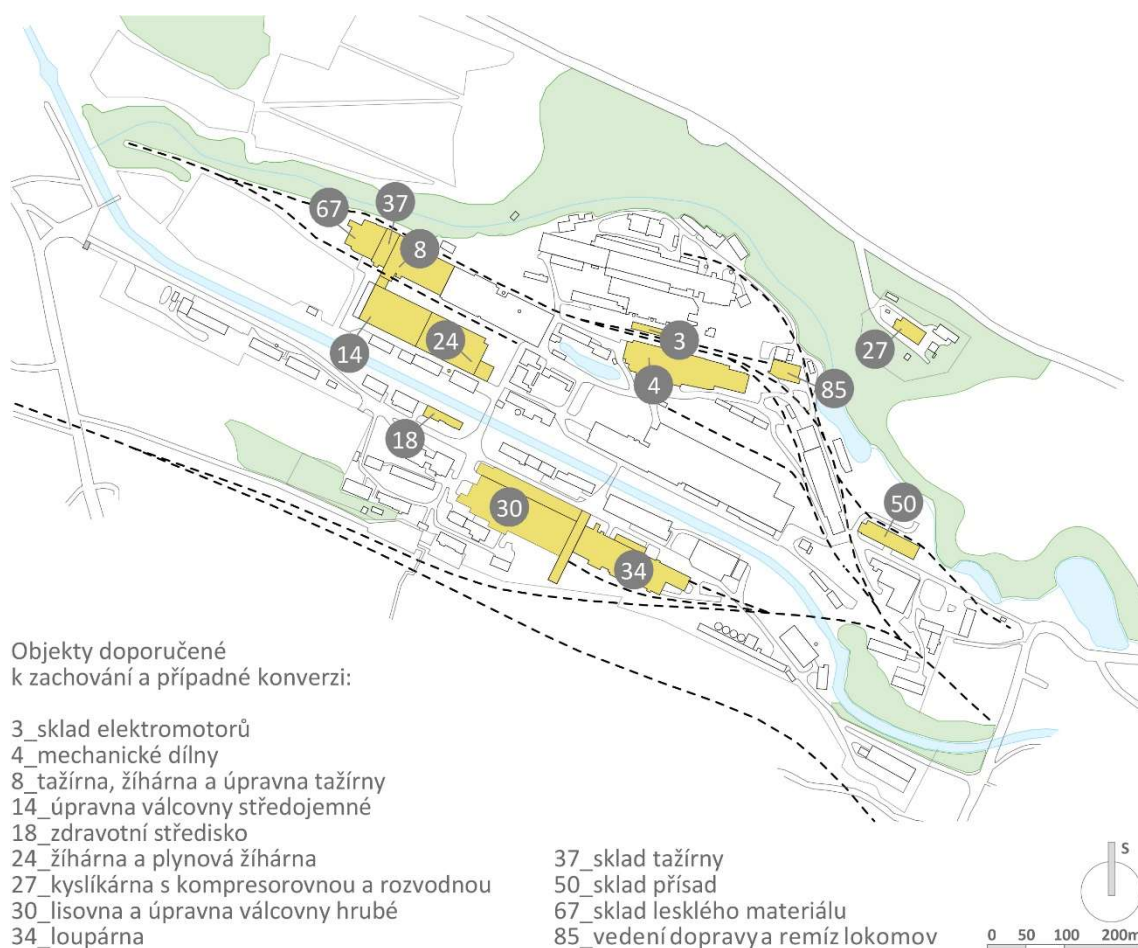 67
37
8
14
24
3
4
27
85
18
30
50
34
Objekty doporučené
k zachování a případné konverzi:
3_sklad elektromotorů
4_mechanické dílny
8_tažírna, žíhárna a úpravna tažírny
14_úpravna válcovny středojemné
18_zdravotní středisko
24_žíhárna a plynová žíhárna
27_kyslíkárna s kompresorovnou a rozvodnou
30_lisovna a úpravna válcovny hrubé
34_loupárna
37_sklad tažírny
50_sklad přísad
67_sklad lesklého materiálu
85_vedení dopravy a remíz lokomov
S
0 50 100 200m